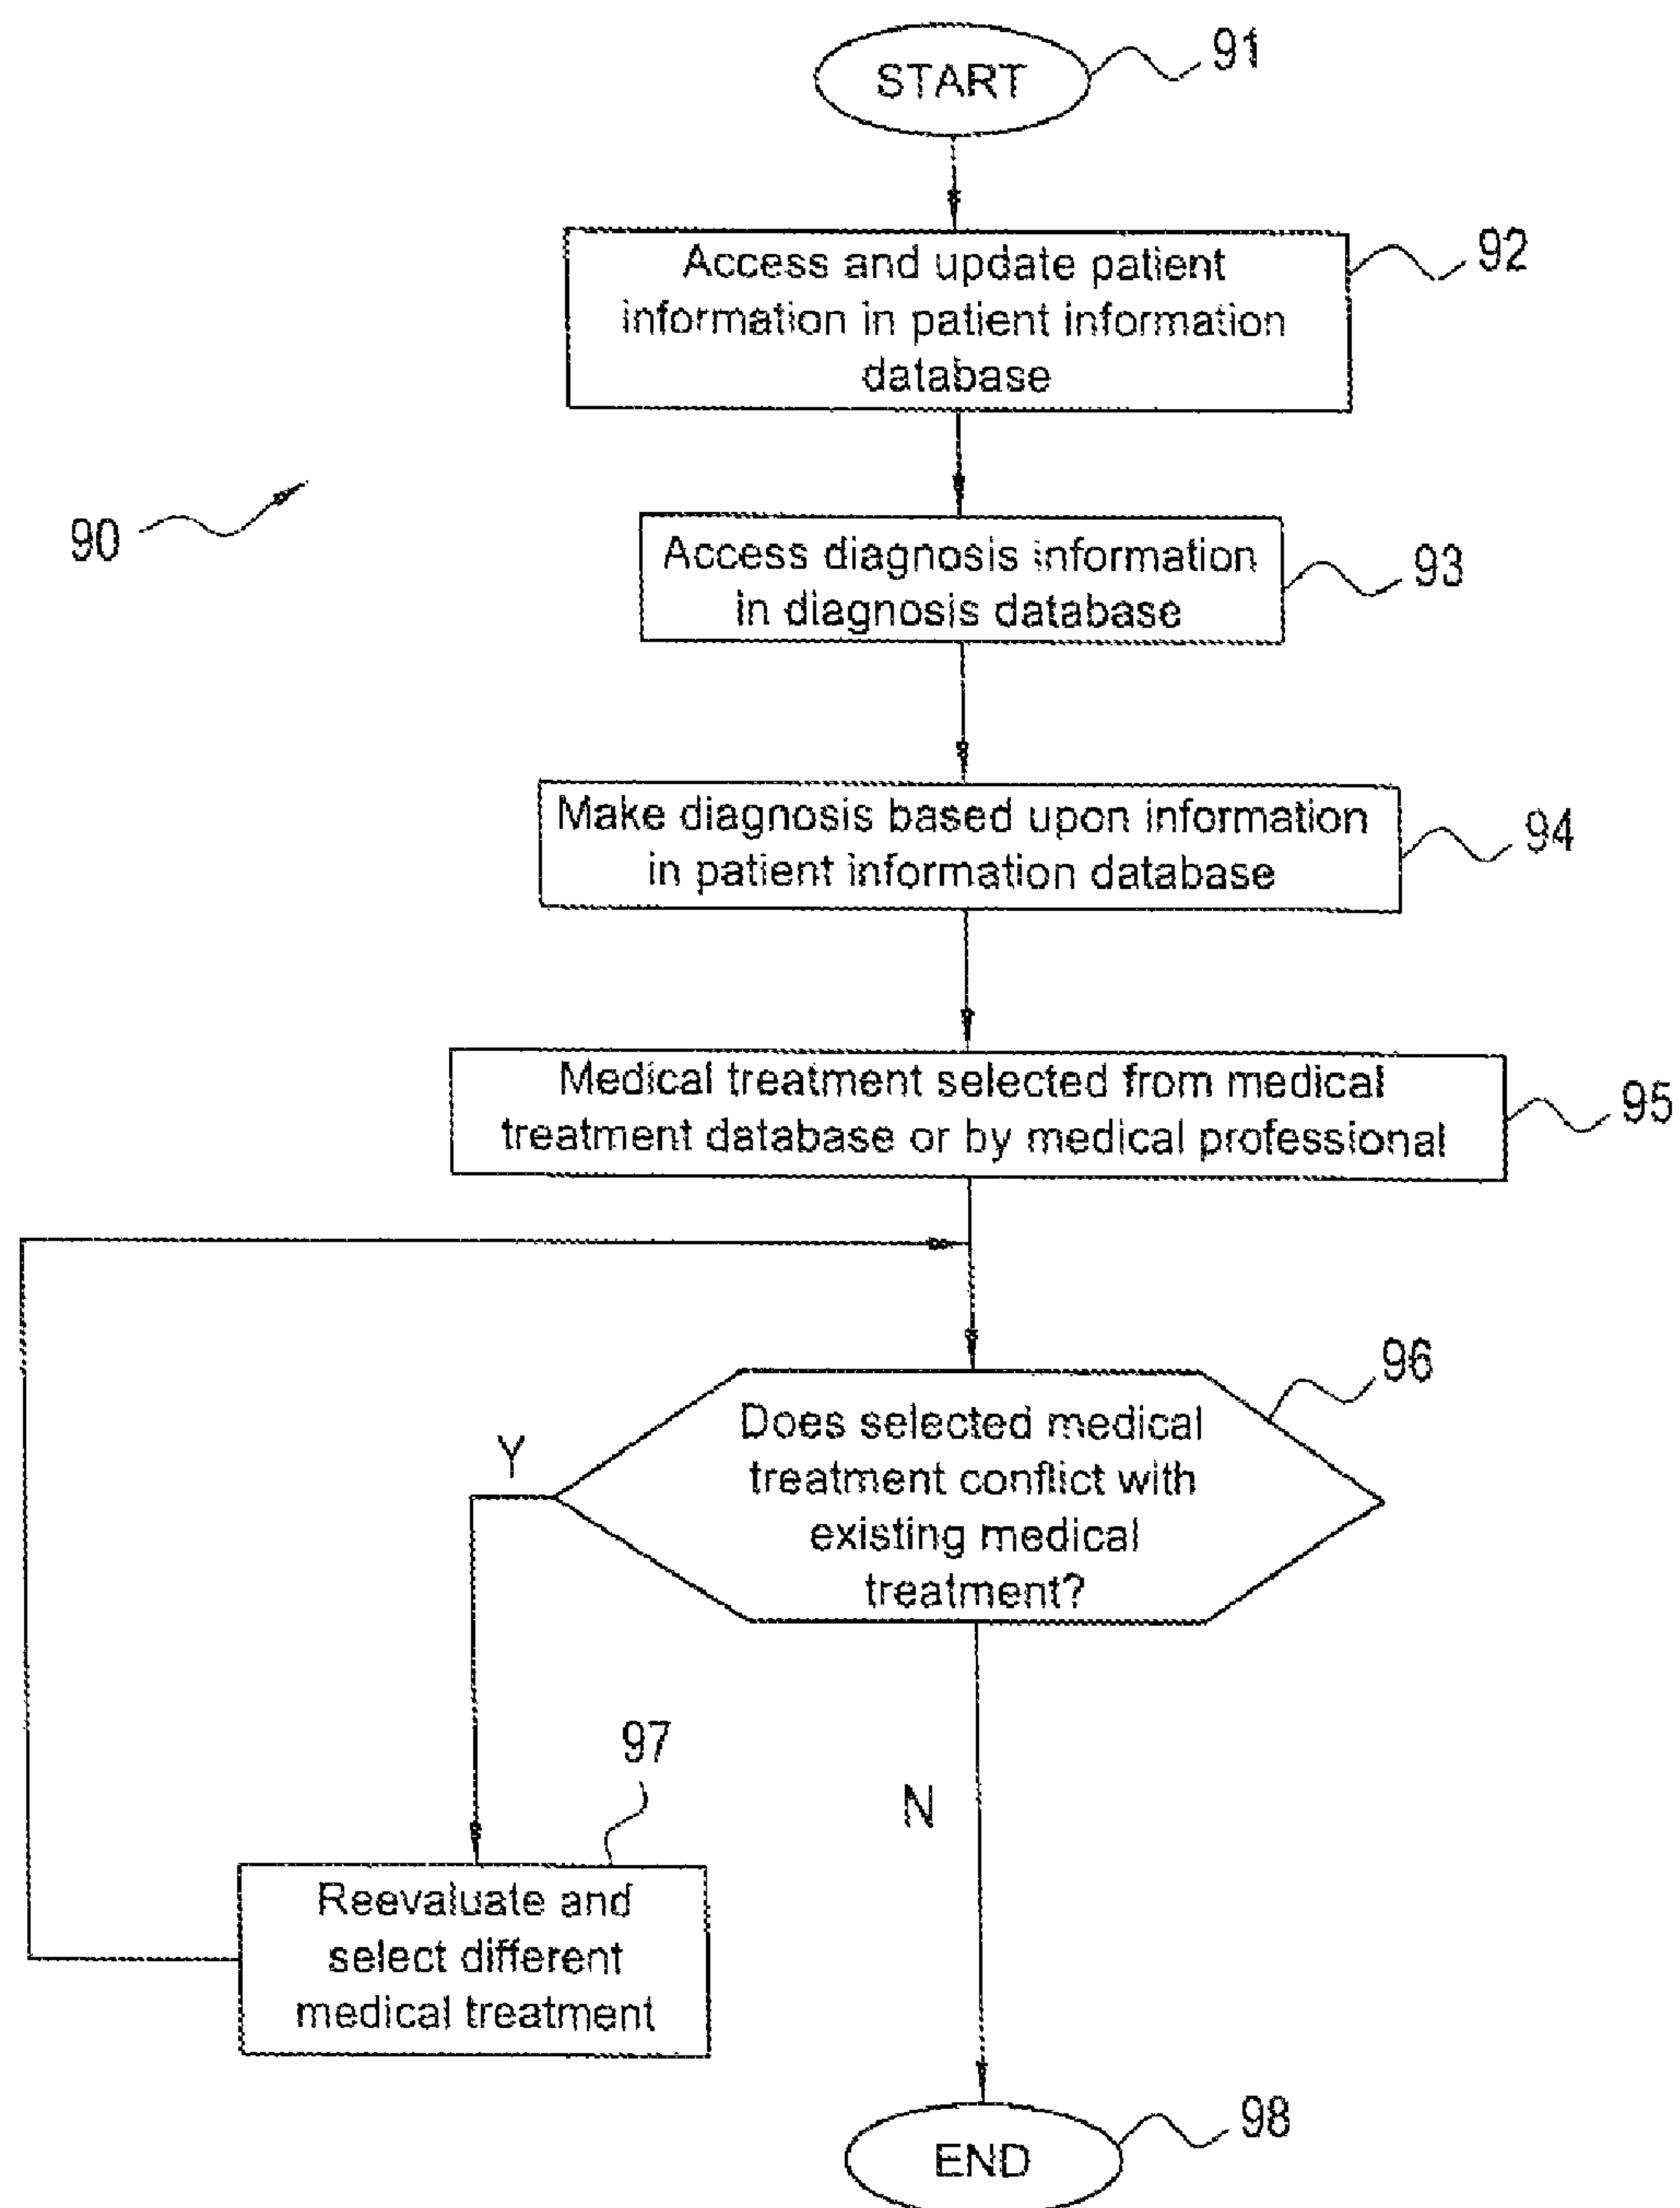 START
91
Access and update patient
information in patient information
database
92
90
Access diagnosis information
in diagnosis database
93
Make diagnosis based upon information
in patient information database
94
Medical treatment selected from medical
treatment database or by medical professional
95
96
Does selected medical
treatment conflict with
existing medical
treatment?
Y
97
N
Reevaluate and
select different
medical treatment
98
END